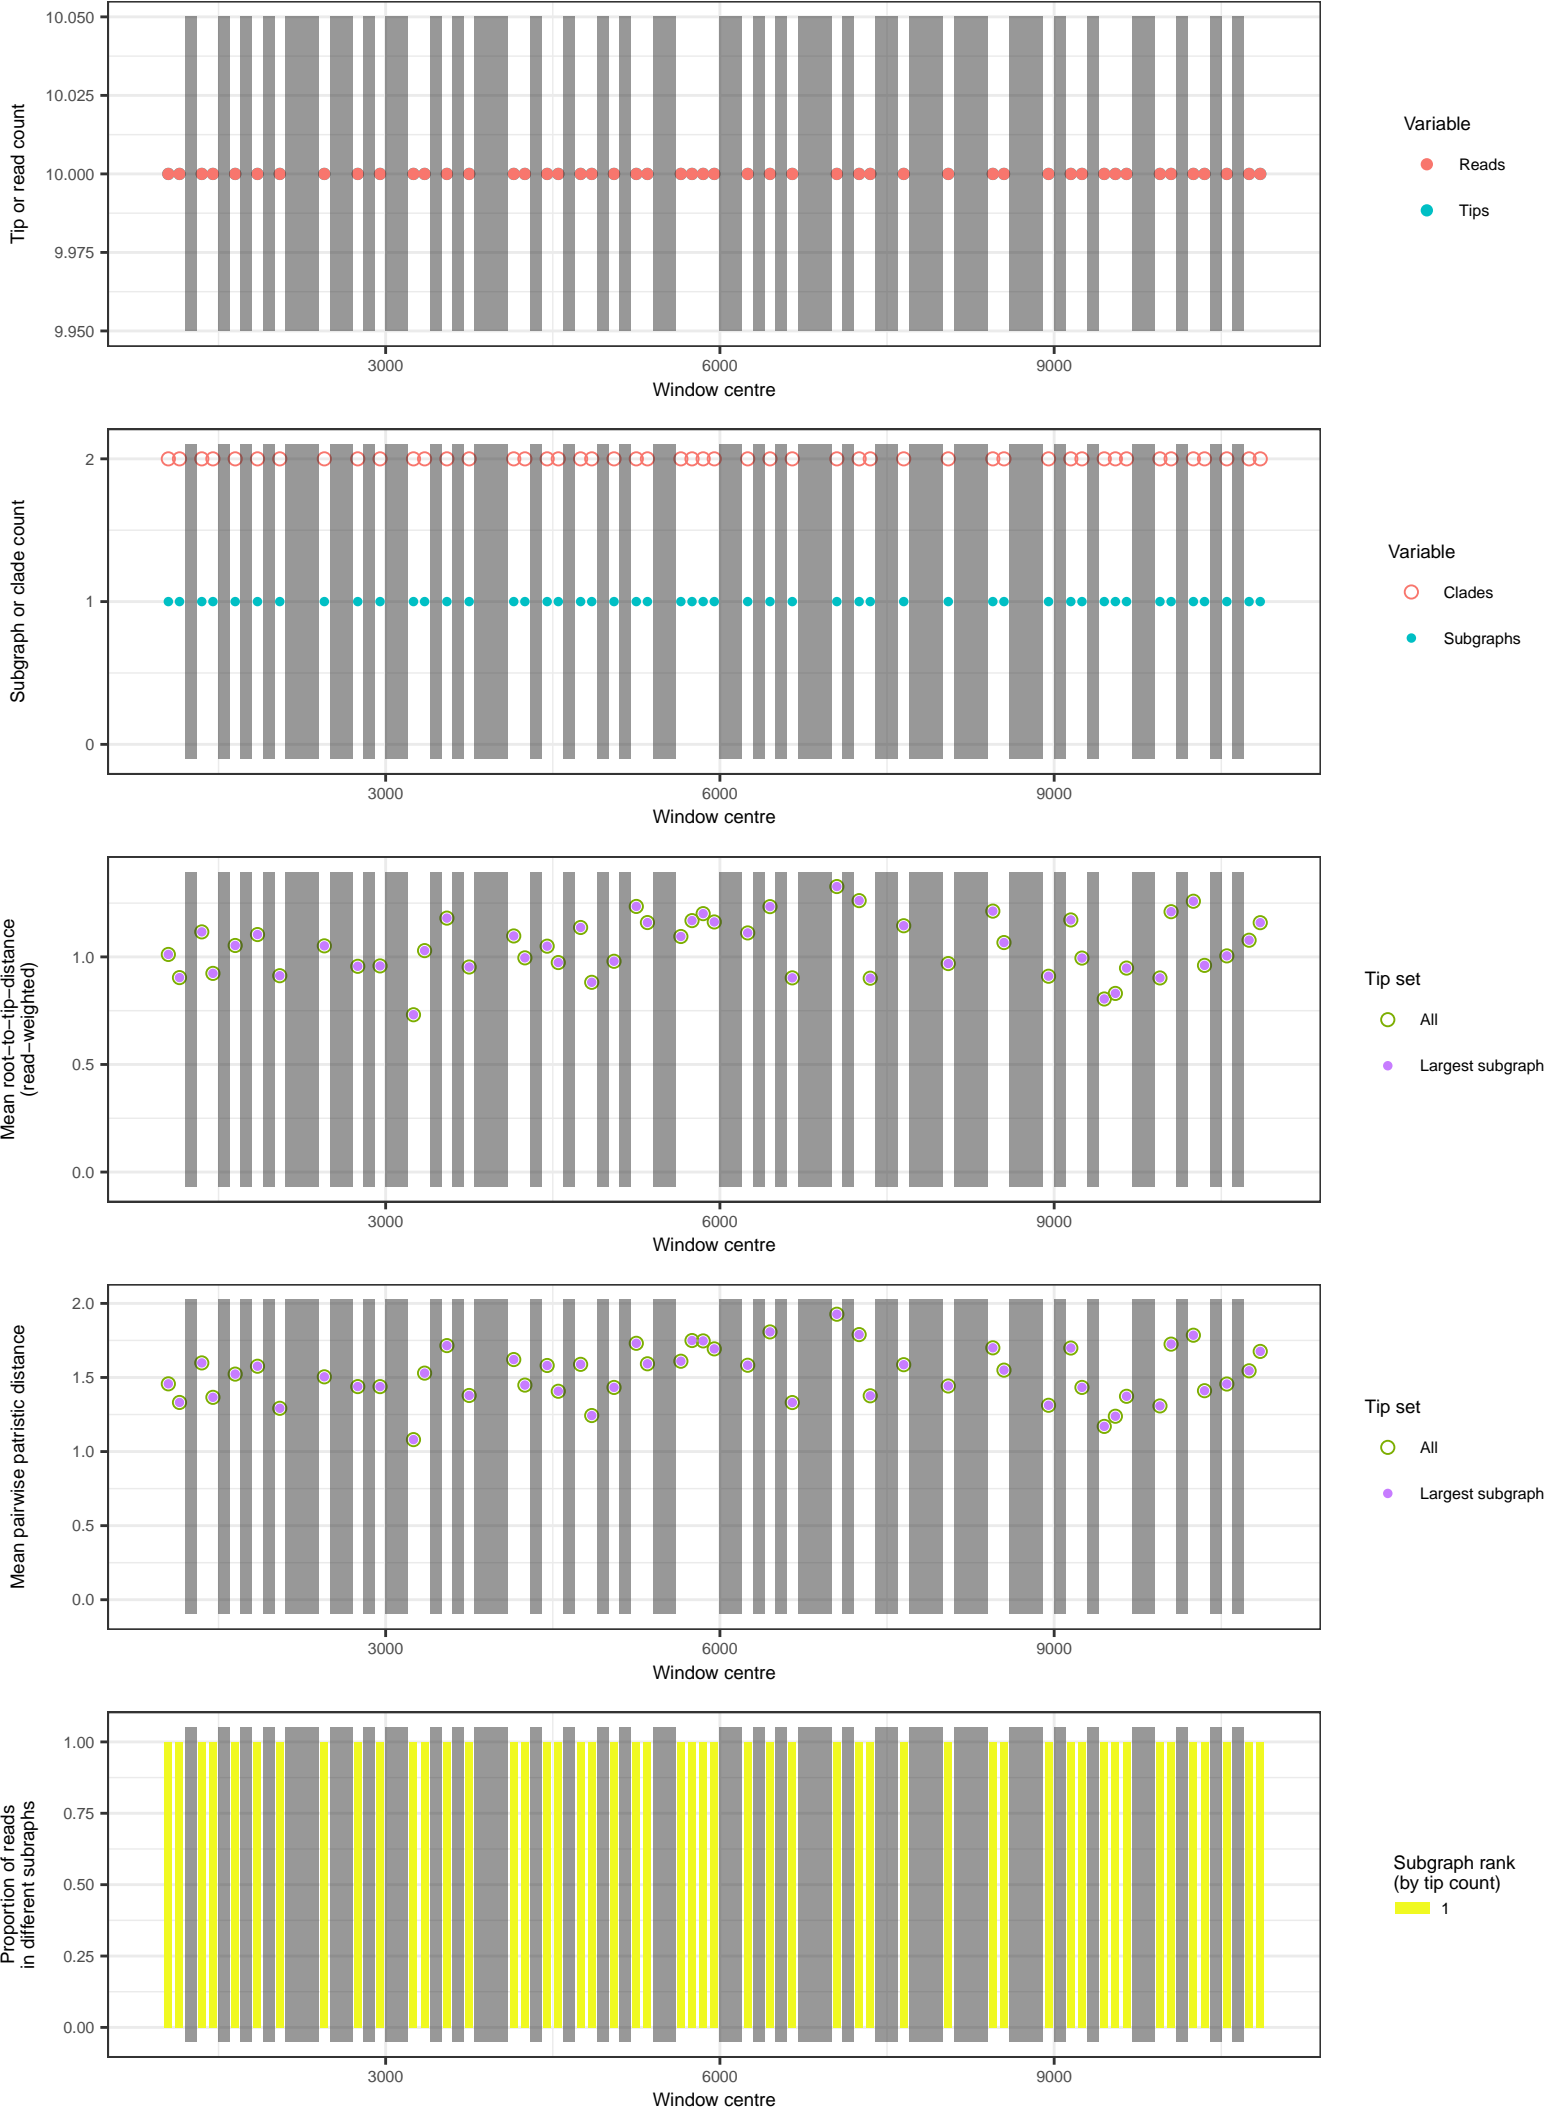 10.050
10.025
10.000
9.975
9.950
Tip or read count
3000
6000
9000
Window centre
Variable
Reads
Tips
2
1
0
Subgraph or clade count
3000
6000
9000
Window centre
Variable
Clades
Subgraphs
1.0
0.5
0.0
Mean root−to−tip−distance
(read−weighted)
3000
6000
9000
Window centre
Tip set
All
Largest subgraph
2.0
1.5
1.0
0.5
0.0
Mean pairwise patristic distance
3000
6000
9000
Window centre
Tip set
All
Largest subgraph
1.00
0.75
0.50
0.25
0.00
Proportion of reads
in different subraphs
3000
6000
9000
Window centre
Subgraph rank
(by tip count)
1